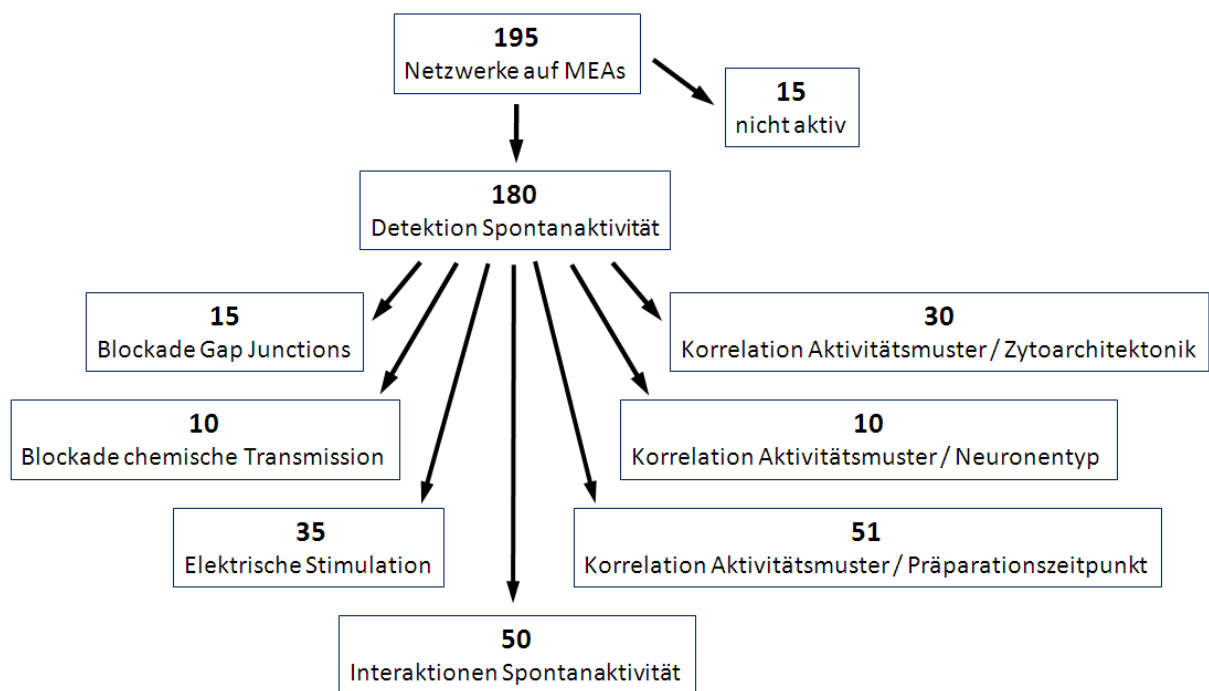 195
Netzwerke auf MEAs
15
nicht aktiv
180
Detektion Spontanaktivität
15
Blockade Gap Junctions
30
Korrelation Aktivitätsmuster / Zytoarchitektonik
10
Blockade chemische Transmission
10
Korrelation Aktivitätsmuster / Neuronentyp
35
Elektrische Stimulation
51
Korrelation Aktivitätsmuster / Präparationszeitpunkt
50
Interaktionen Spontanaktivität